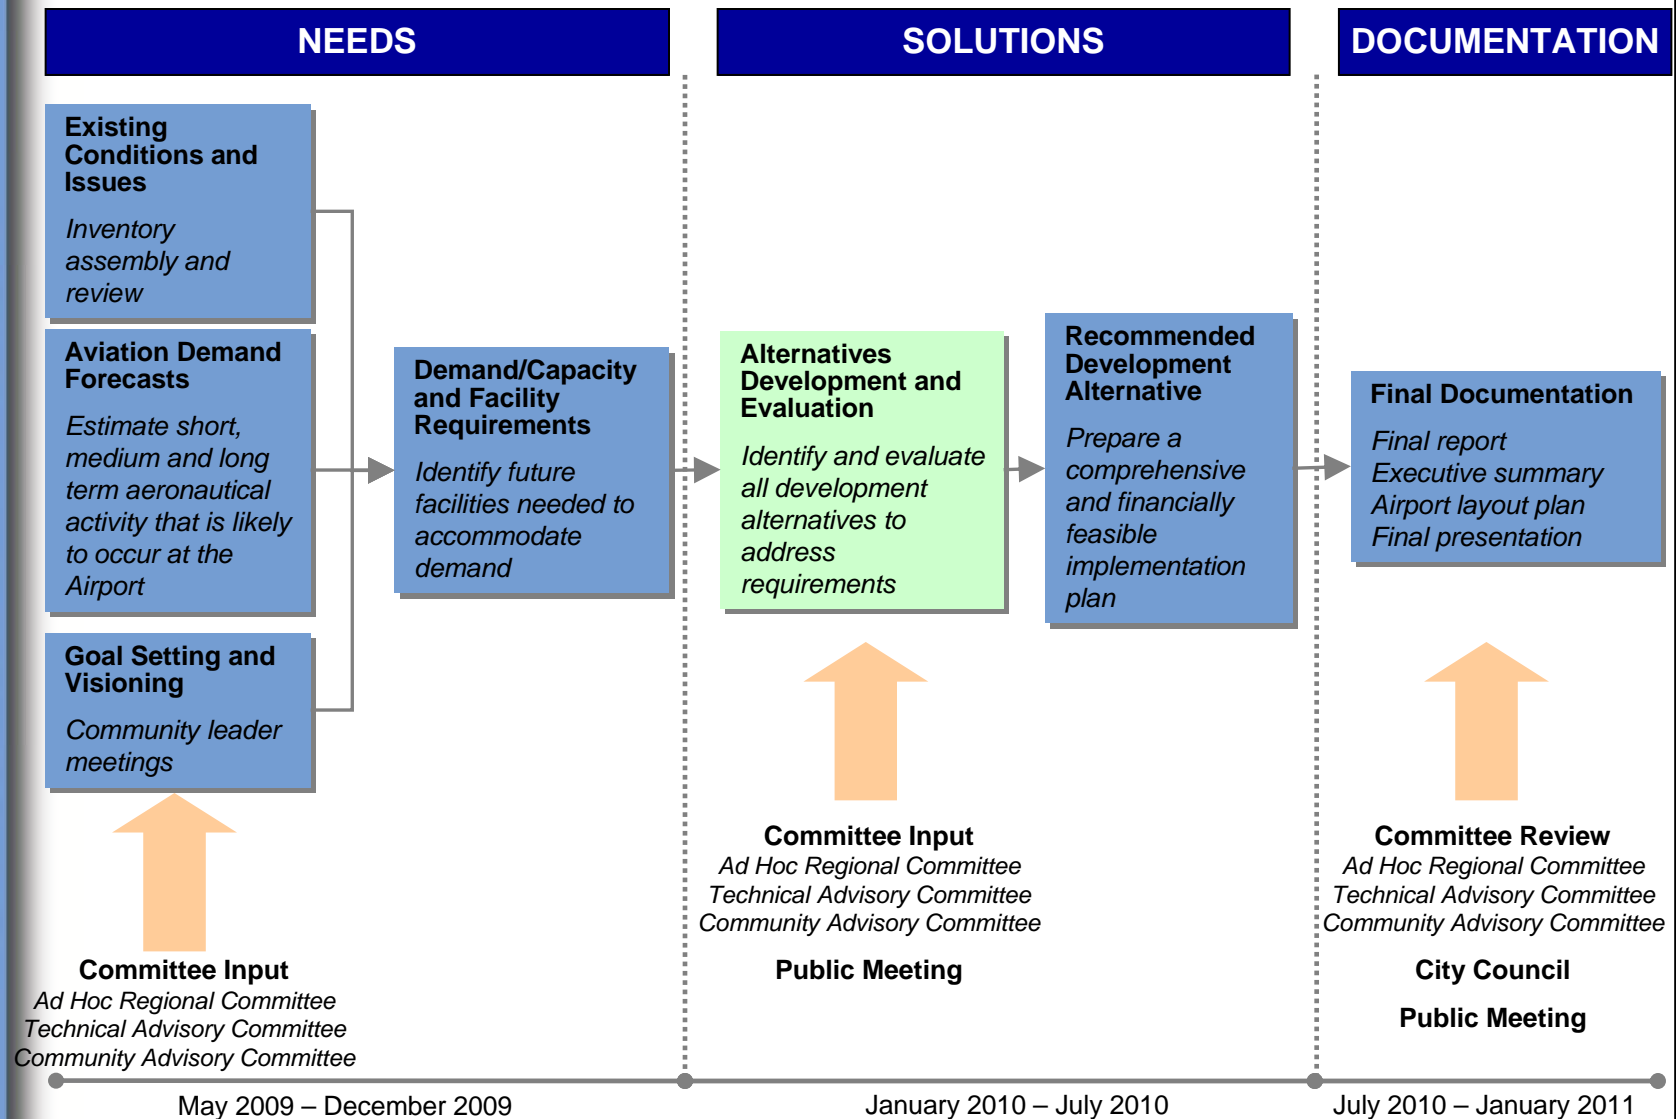 NEEDS
SOLUTIONS
DOCUMENTATION
Existing
Conditions and
Issues
Inventory
assembly and
review
Aviation Demand
Forecasts
Estimate short,
medium and long
term aeronautical
activity that is likely
to occur at the
Airport
Goal Setting and
Visioning
Community leader
meetings
Committee Input
Ad Hoc Regional Committee
Technical Advisory Committee
Community Advisory Committee
Demand/Capacity
and Facility
Requirements
Identify future
facilities needed to
accommodate
demand
Alternatives
Development and
Evaluation
Identify and evaluate
all development
alternatives to
address
requirements
Committee Input
Ad Hoc Regional Committee
Technical Advisory Committee
Community Advisory Committee
Public Meeting
Recommended
Development
Alternative
Prepare a
comprehensive
and financially
feasible
implementation
plan
Final Documentation
Final report
Executive summary
Airport layout plan
Final presentation
Committee Review
Ad Hoc Regional Committee
Technical Advisory Committee
Community Advisory Committee
City Council
Public Meeting
May 2009 – December 2009
January 2010 – July 2010
July 2010 – January 2011